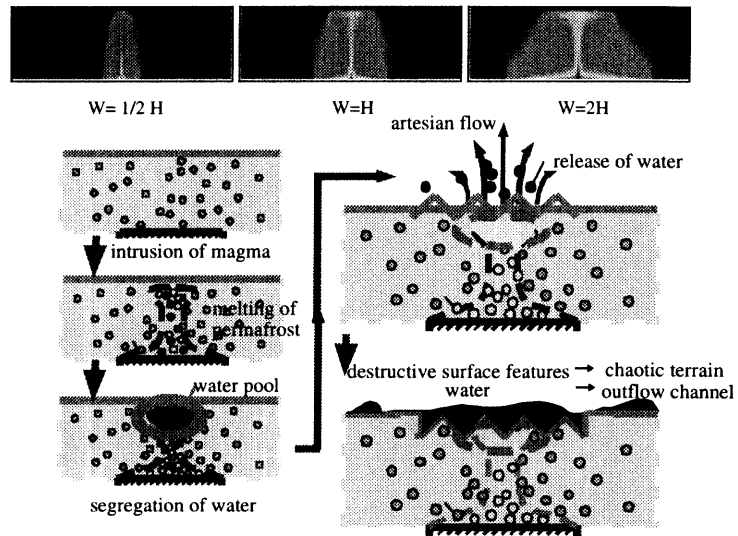 W= 1/2 H
W=H
W=2H
artesian flow
release of water
intrusion of magma
melting of
permafrost
water pool
segregation of water
destructive surface features → chaotic terrain
water → outflow channel